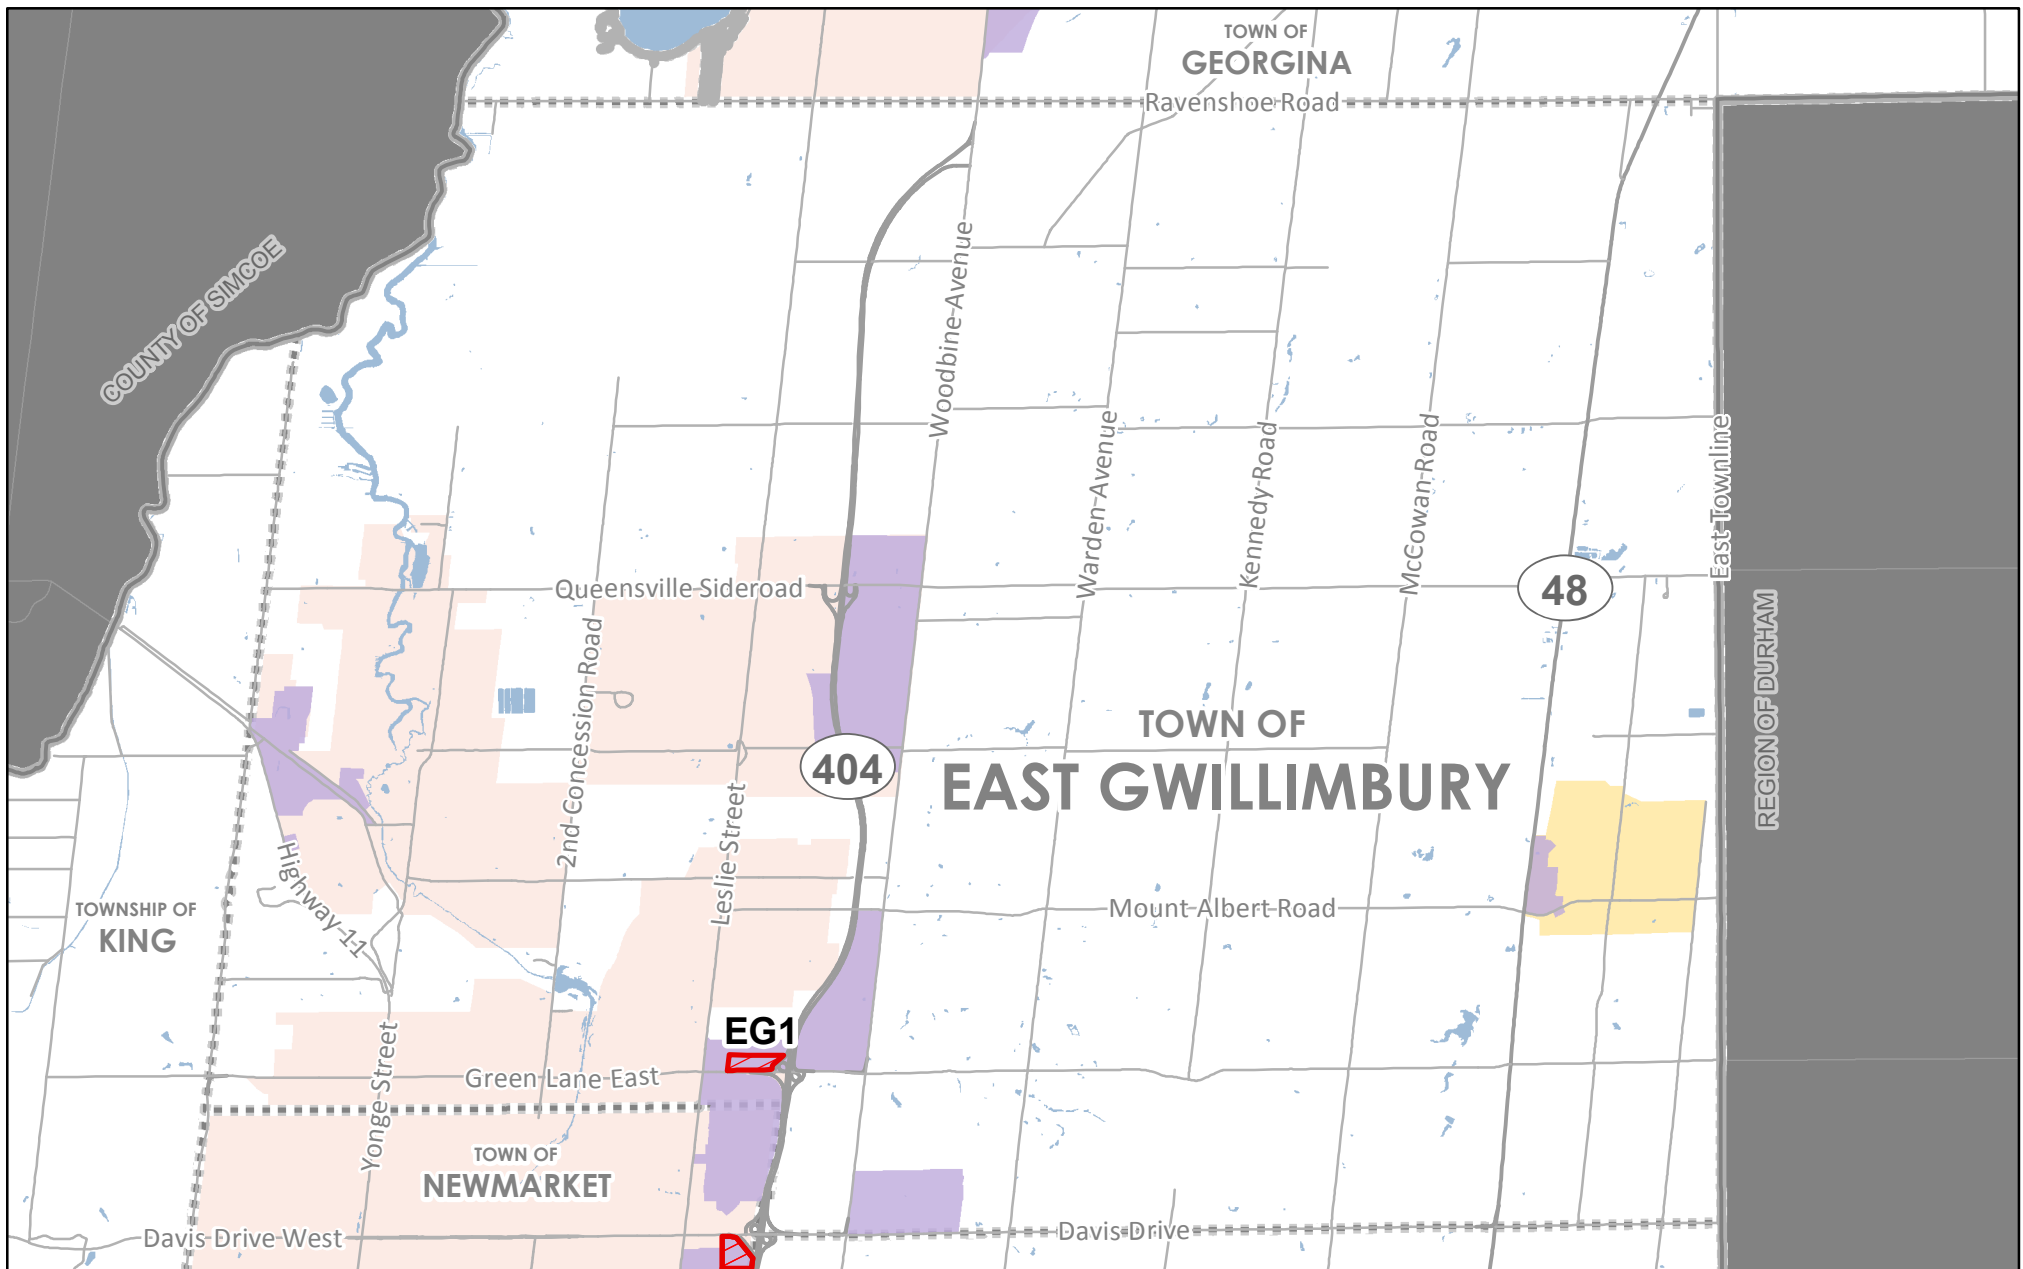 TOWN OF
GEORGINA
Ravenshoe Road
COUNTY OF SIMCOE
Woodbine Avenue
Warden Avenue
Kennedy Road
McCowan Road
East Townline
Queensville Sideroad
48
REGION OF DURHAM
2nd Concession Road
TOWN OF
EAST GWILLIMBURY
404
Leslie Street
Highway 11
TOWNSHIP OF
KING
Mount Albert Road
EG1
Yonge Street
Green Lane East
TOWN OF
NEWMARKET
Davis Drive West
Davis Drive